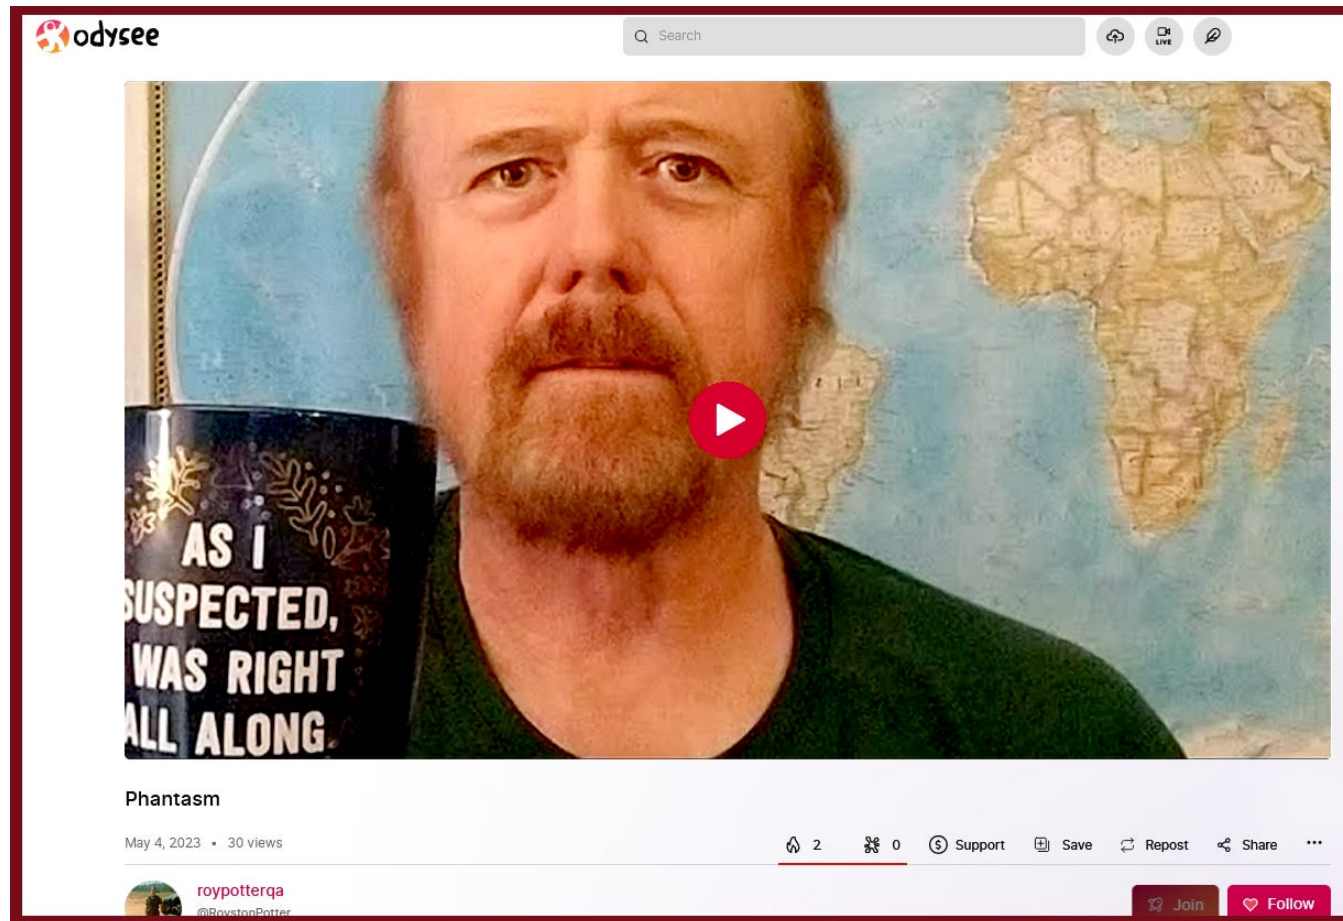 odysee
Search
LIVE
AS I
SUSPECTED,
WAS RIGHT
ALL ALONG.
Phantasm
May 4, 2023 • 30 views
2
0
Support
Save
Repost
Share
roypotterqa
@RoystonPotter
Join
Follow